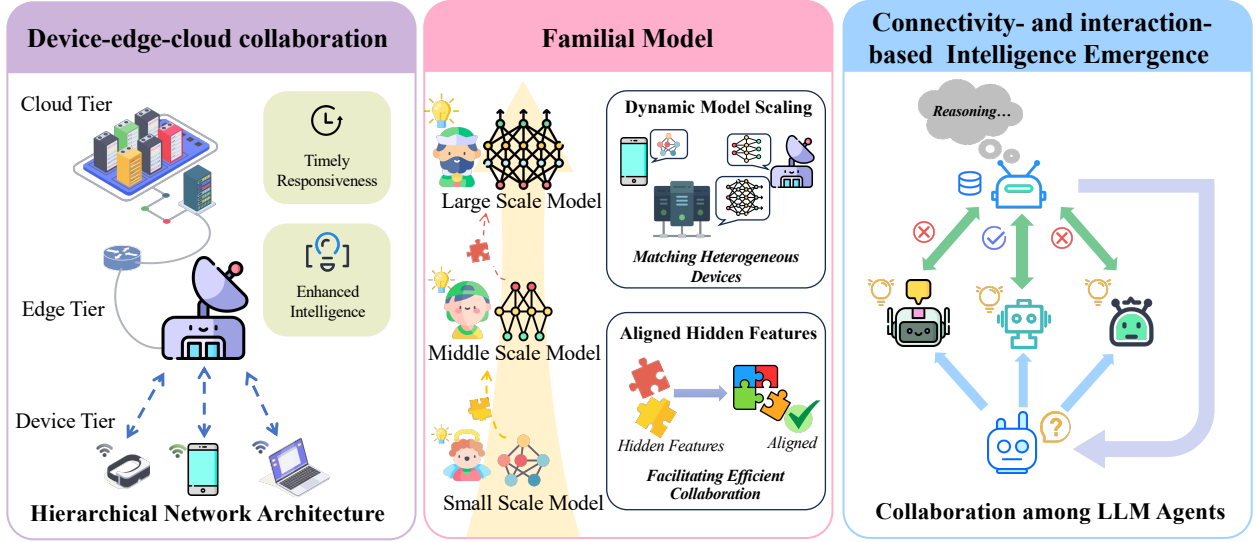 Device-edge-cloud collaboration
Cloud Tier
Timely
Responsiveness
Edge Tier
Enhanced
Intelligence
Device Tier
Hierarchical Network Architecture
Familial Model
Large Scale Model
Middle Scale Model
Small Scale Model
Dynamic Model Scaling
Matching Heterogeneous
Devices
Aligned Hidden Features
Hidden Features
Aligned
Facilitating Efficient
Collaboration
Connectivity- and interaction-
based Intelligence Emergence
Reasoning…
?
Collaboration among LLM Agents